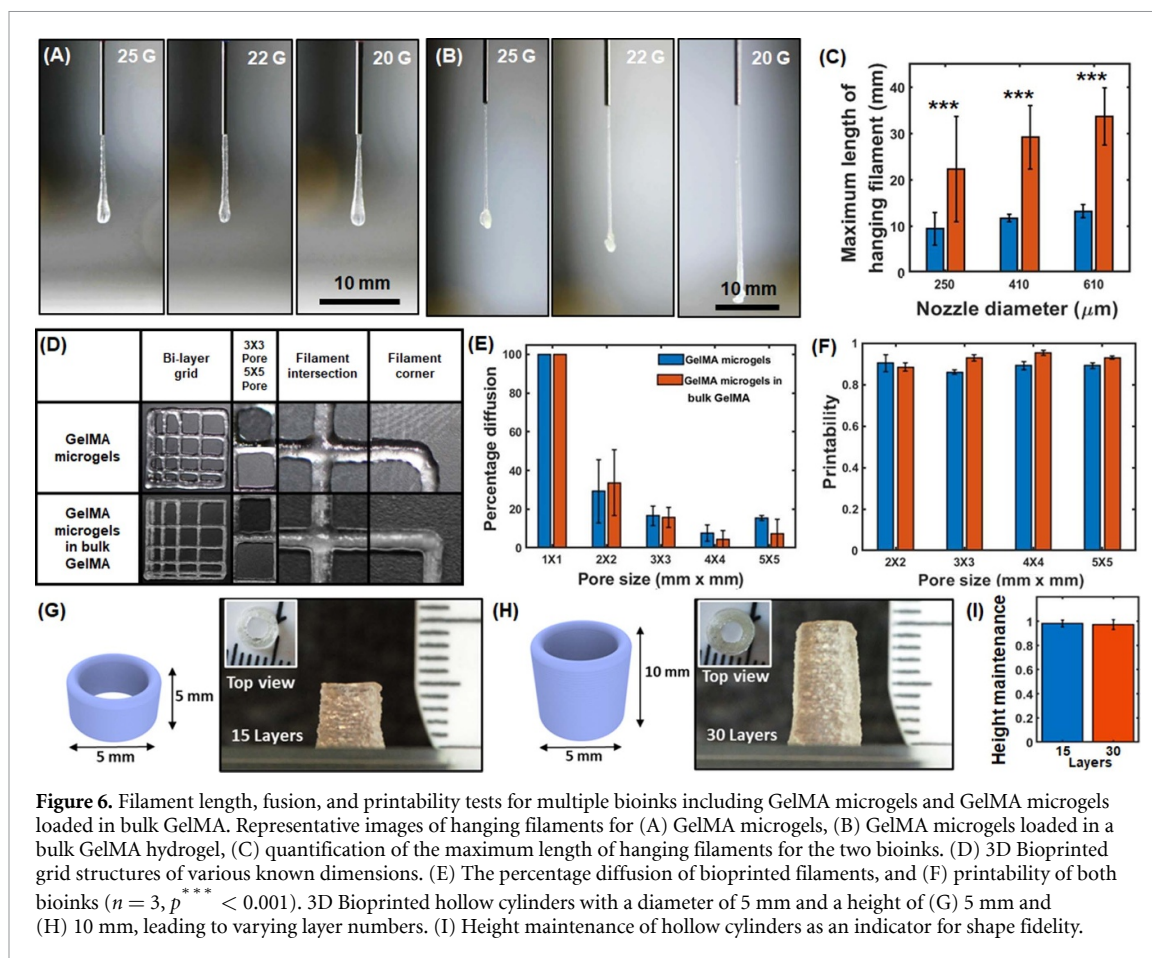 (A)
25 G
22 G
20 G
10 mm
(B)
25 G
22 G
20 G
10 mm
(C)
***
***
***
40
30
20
10
0
Maximum length of
hanging filament (mm)
250
410
610
Nozzle diameter (μm)
(D)
Bi-layer
grid
3X3
Pore
5X5
Pore
Filament
intersection
Filament
corner
GelMA
microgels
GelMA
microgels
in bulk
GelMA
(E)
100
80
60
40
20
0
Percentage diffusion
GelMA microgels
GelMA microgels in
bulk GelMA
1X1
2X2
3X3
4X4
5X5
Pore size (mm x mm)
(F)
1
0.8
0.6
0.4
0.2
0
Printability
2X2
3X3
4X4
5X5
Pore size (mm x mm)
(G)
5 mm
5 mm
Top view
15 Layers
(H)
10 mm
5 mm
Top view
30 Layers
(I)
1
0.8
0.6
0.4
0.2
0
Height maintenance
15
30
Layers
Figure 6. Filament length, fusion, and printability tests for multiple bioinks including GelMA microgels and GelMA microgels
loaded in bulk GelMA. Representative images of hanging filaments for (A) GelMA microgels, (B) GelMA microgels loaded in a
bulk GelMA hydrogel, (C) quantification of the maximum length of hanging filaments for the two bioinks. (D) 3D Bioprinted
grid structures of various known dimensions. (E) The percentage diffusion of bioprinted filaments, and (F) printability of both
bioinks (n = 3, p*** < 0.001). 3D Bioprinted hollow cylinders with a diameter of 5 mm and a height of (G) 5 mm and
(H) 10 mm, leading to varying layer numbers. (I) Height maintenance of hollow cylinders as an indicator for shape fidelity.